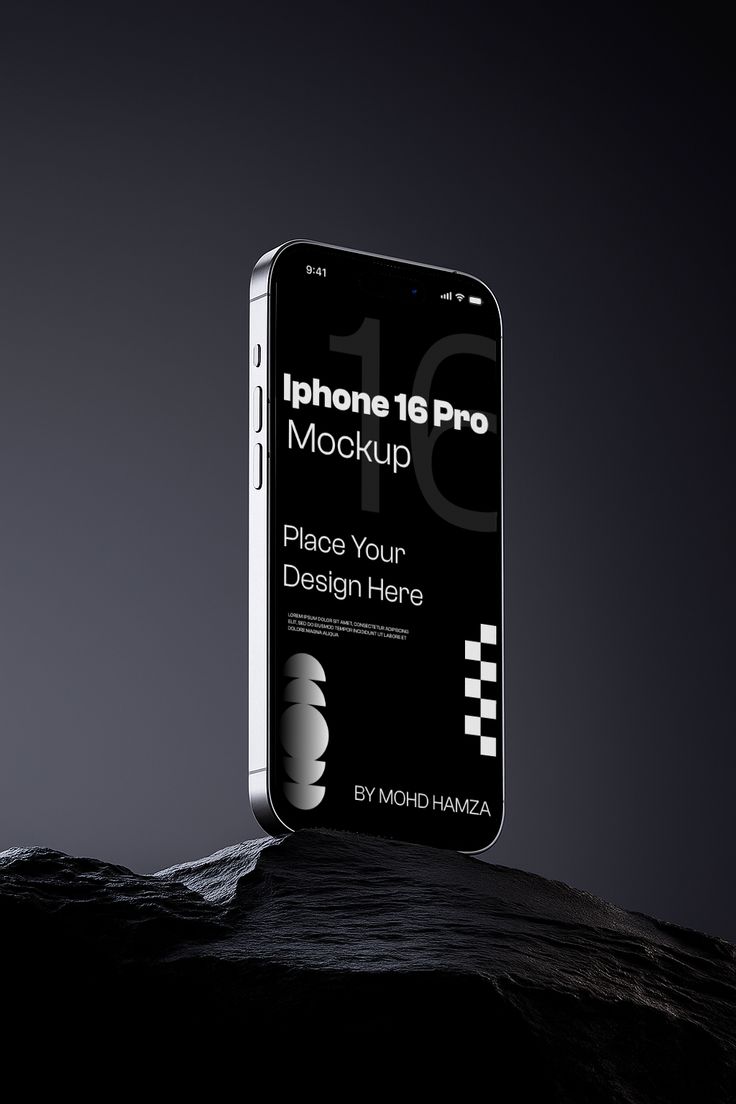 9:41
16
Iphone 16 Pro
Mockup
Place Your
Design Here
LOREM IPSUM DOLOR SIT AMET, CONSECTETUR ADIPISCING
ELIT, SED DO EIUSMOD TEMPOR INCIDIDUNT UT LABORE ET
DOLORE MAGNA ALIQUA
BY MOHD HAMZA